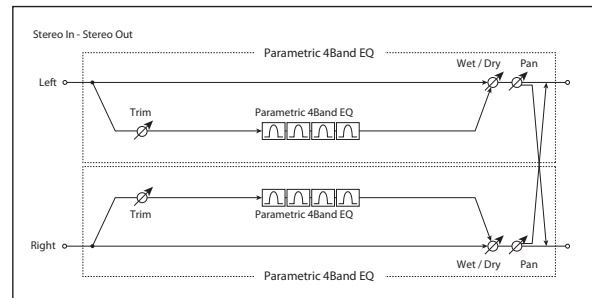 Stereo In - Stereo Out
Parametric 4Band EQ
Wet / Dry
Pan
Left
Trim
Parametric 4Band EQ
Trim
Parametric 4Band EQ
Right
Wet / Dry
Pan
Parametric 4Band EQ